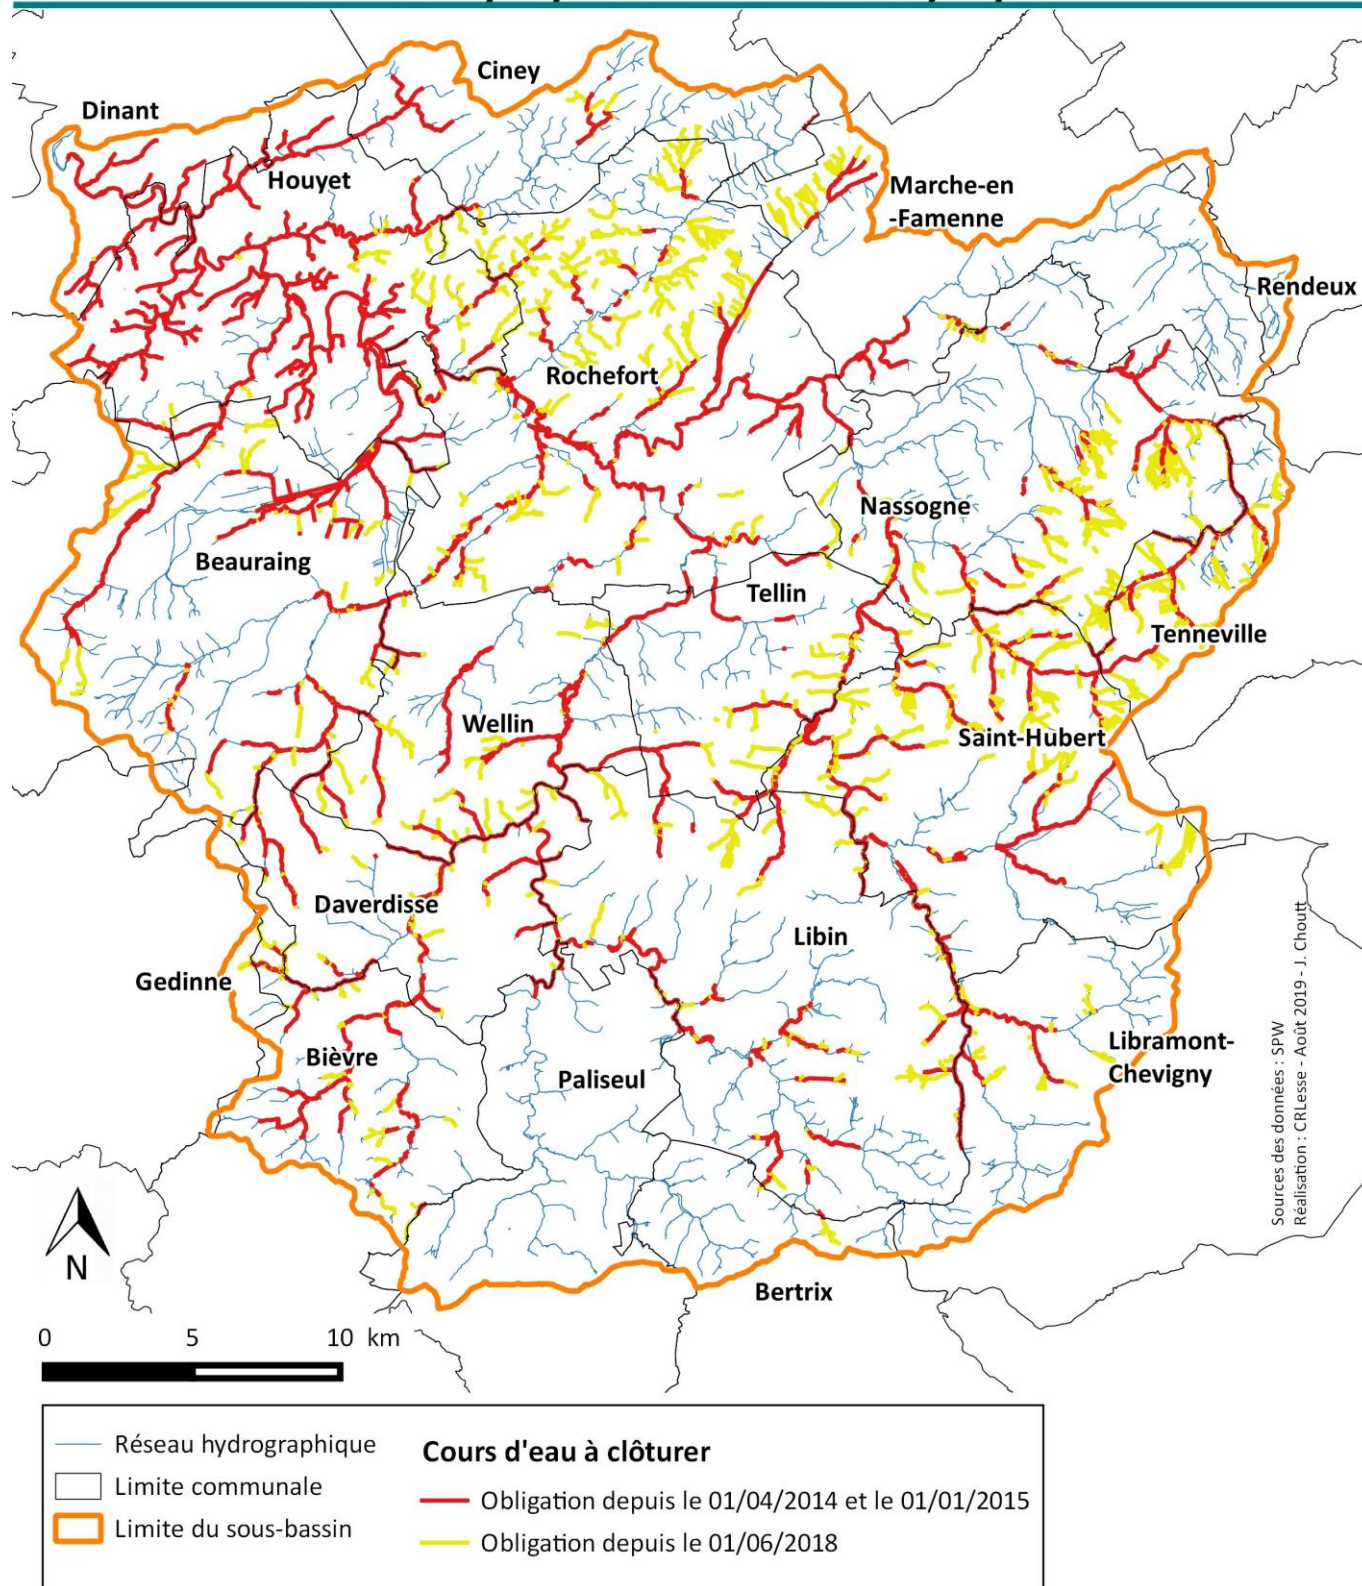 Ciney
Dinant
Houyet
Marche-en
-Famenne
Rendeux
Rochefort
Nassogne
Beauraing
Tellin
Tenneville
Wellin
Saint-Hubert
Daverdisse
Libin
Gedinne
Libramont-
Chevigny
Bièvre
Paliseul
Bertrix
Sources des données : SPW
Réalisation : CRLesse - Août 2019 - J. Choutt
N
0 5 10 km
Réseau hydrographique
Limite communale
Limite du sous-bassin
Cours d'eau à clôturer
Obligation depuis le 01/04/2014 et le 01/01/2015
Obligation depuis le 01/06/2018